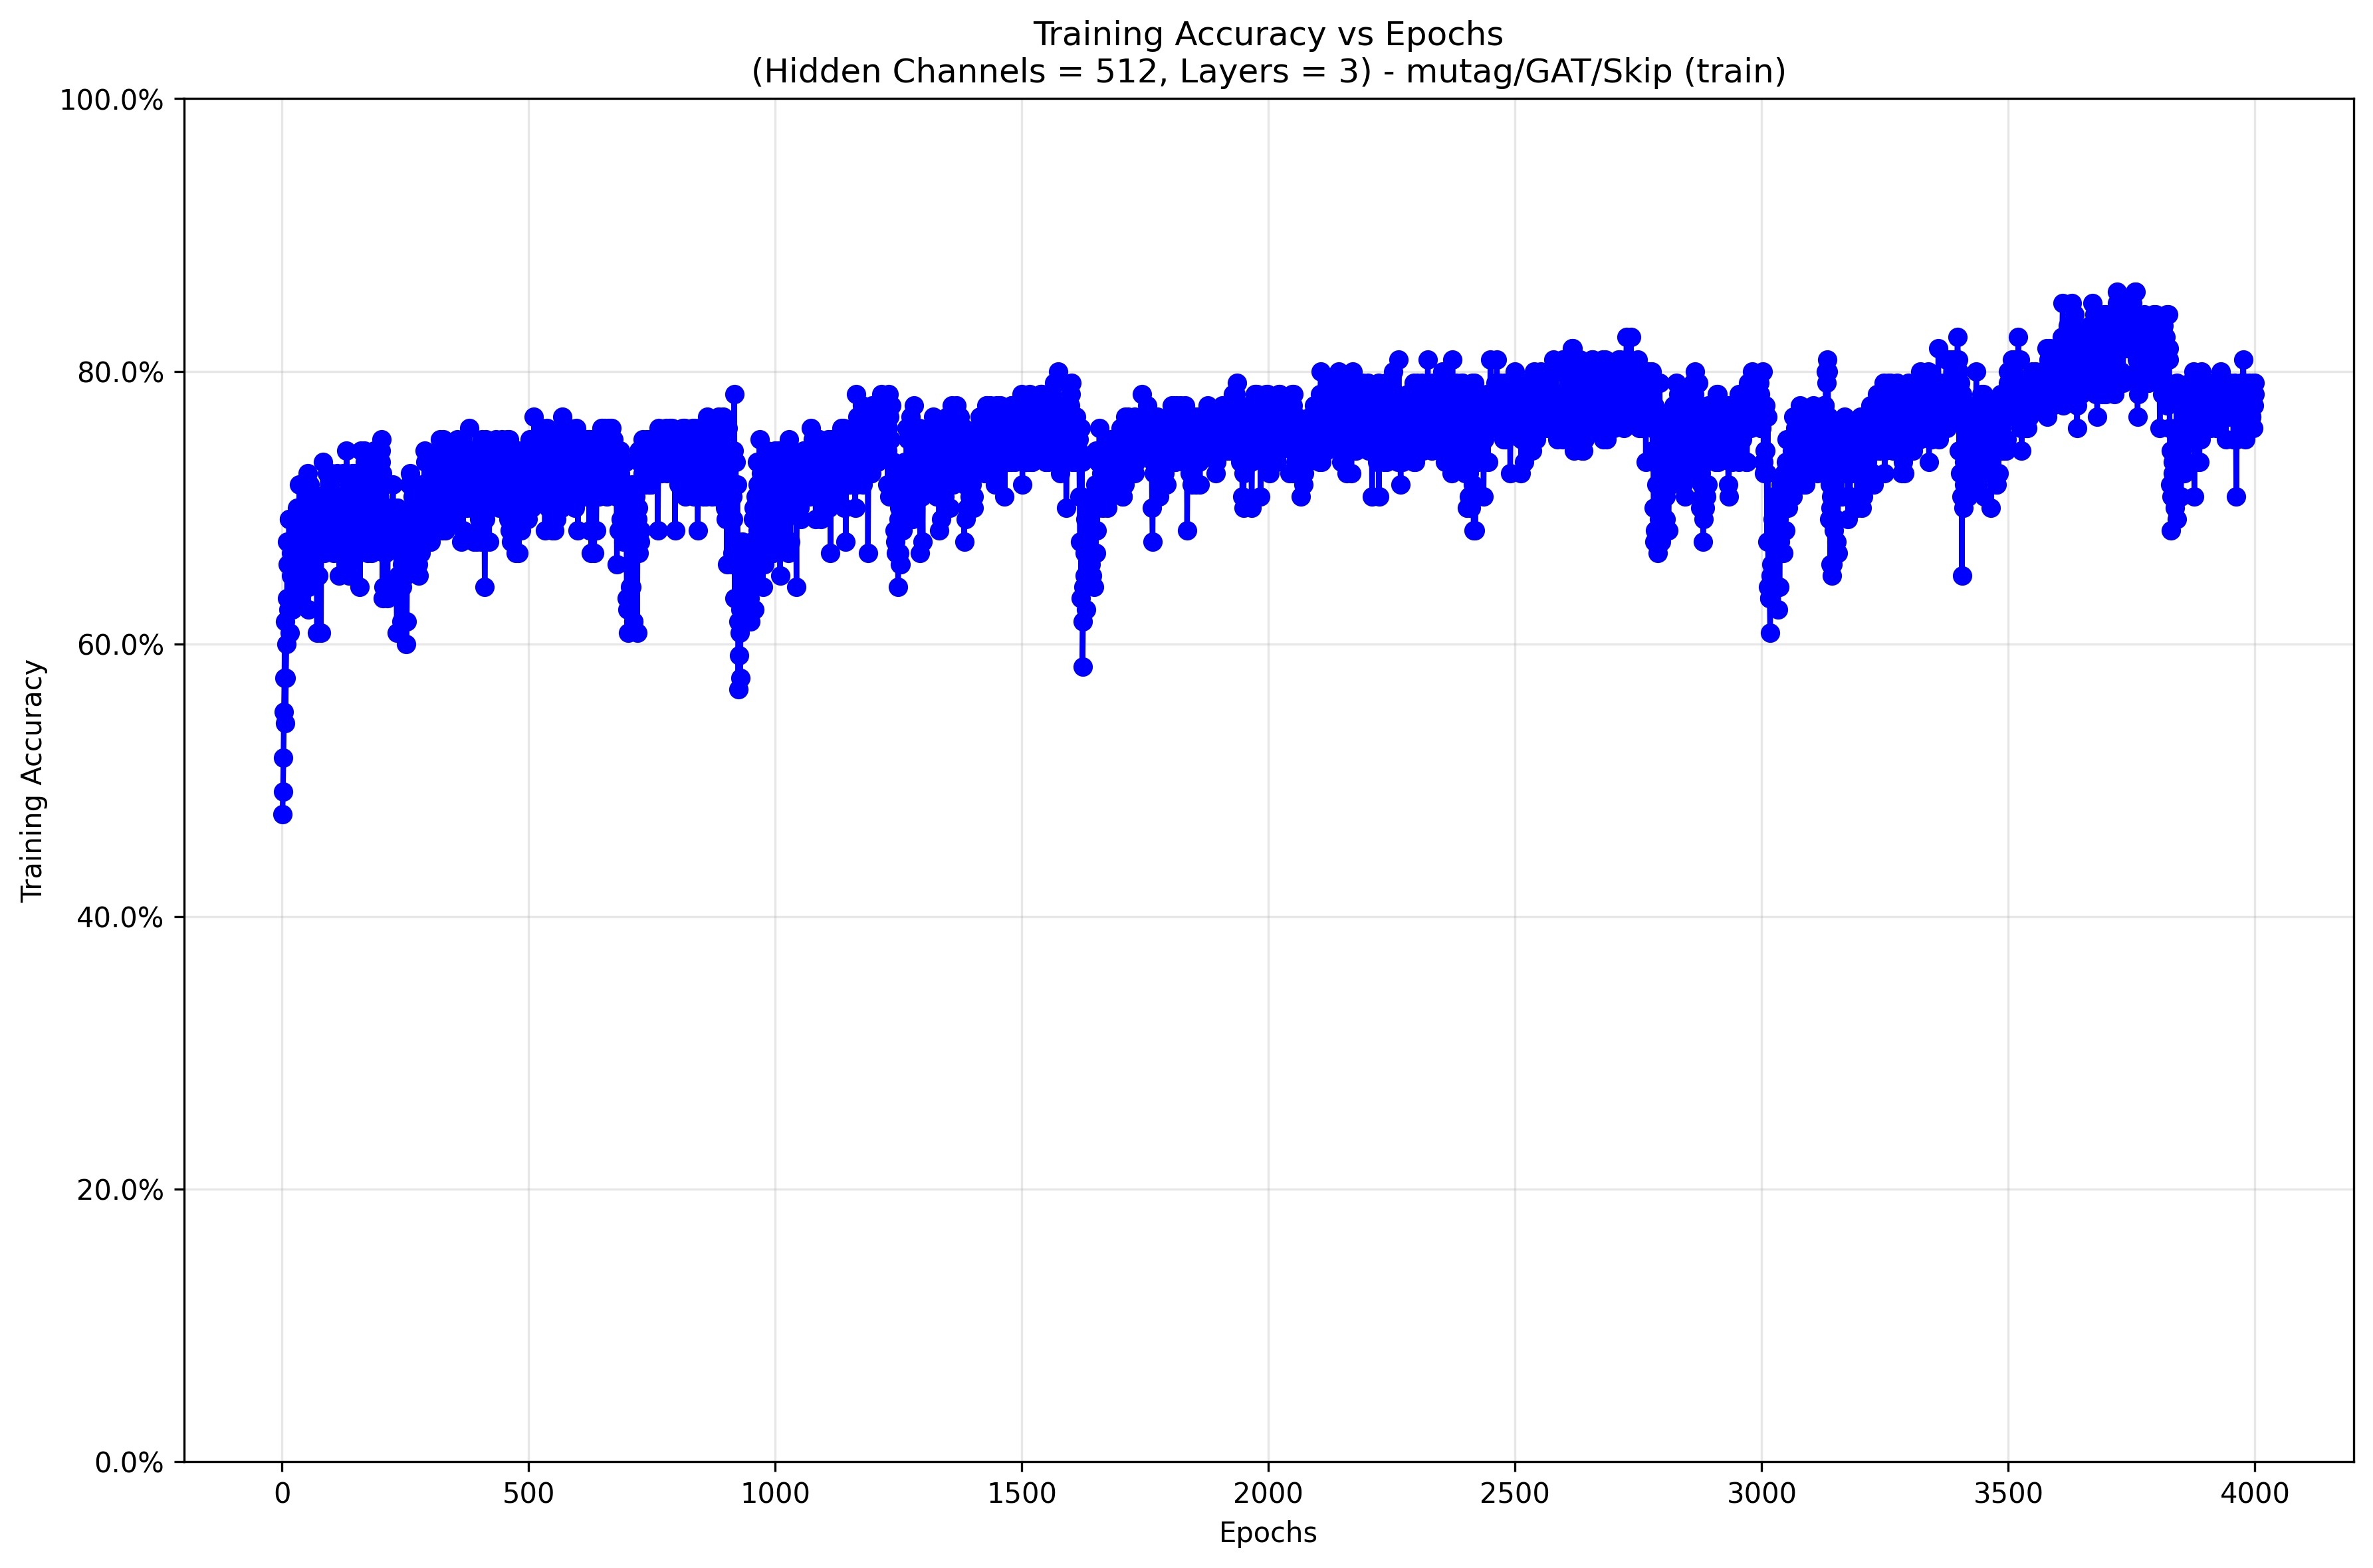 Training Accuracy vs Epochs
(Hidden Channels = 512, Layers = 3) - mutag/GAT/Skip (train)
100.0%
80.0%
60.0%
40.0%
20.0%
0.0%
Training Accuracy
0 500 1000 1500 2000 2500 3000 3500 4000
Epochs